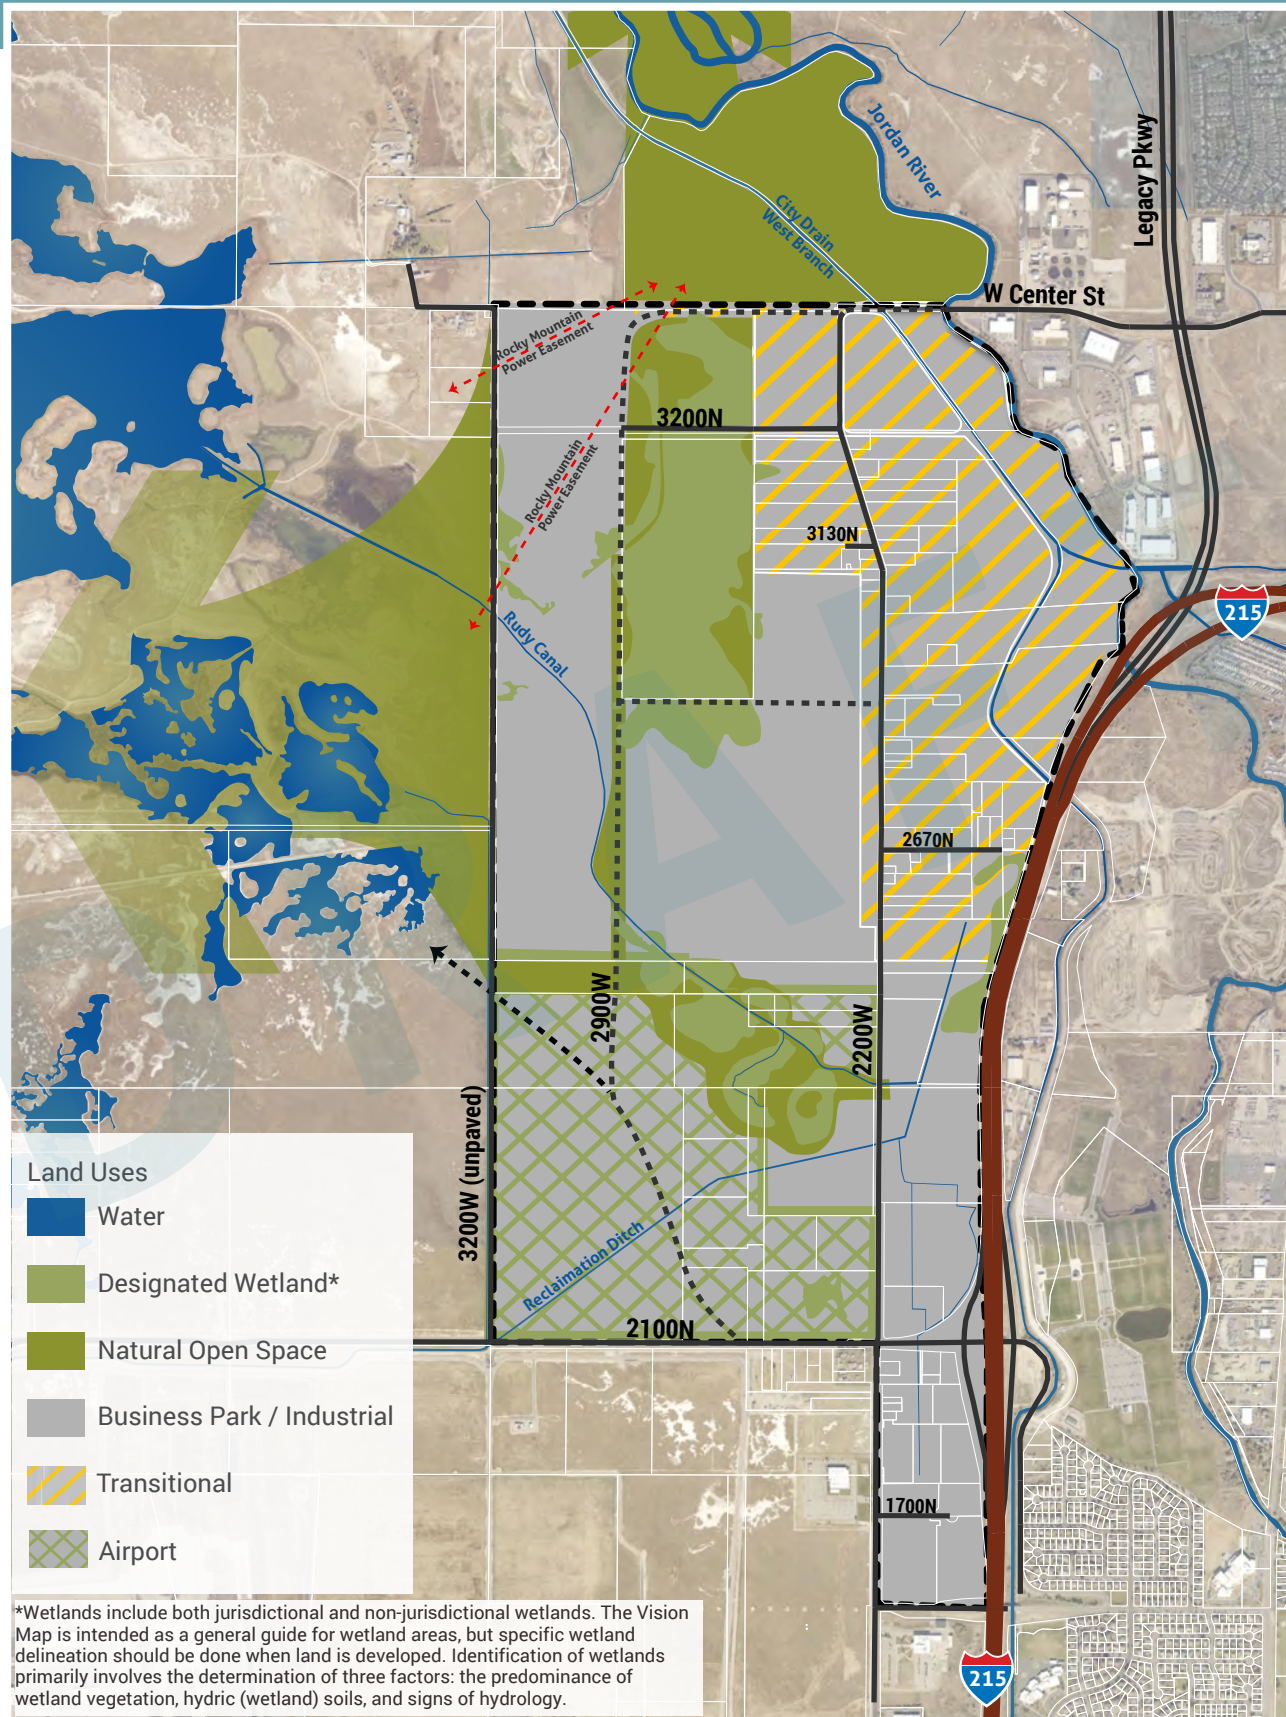 Jordan River
Legacy Pkwy
City Drain
West Branch
W Center St
Rocky Mountain
Power Easement
3200N
Rocky Mountain
Power Easement
3130N
215
Rudy Canal
2670N
2900W
2200W
3200W (unpaved)
Reclaimation Ditch
2100N
1700N
215
Land Uses
Water
Designated Wetland*
Natural Open Space
Business Park / Industrial
Transitional
Airport
*Wetlands include both jurisdictional and non-jurisdictional wetlands. The Vision
Map is intended as a general guide for wetland areas, but specific wetland
delineation should be done when land is developed. Identification of wetlands
primarily involves the determination of three factors: the predominance of
wetland vegetation, hydric (wetland) soils, and signs of hydrology.